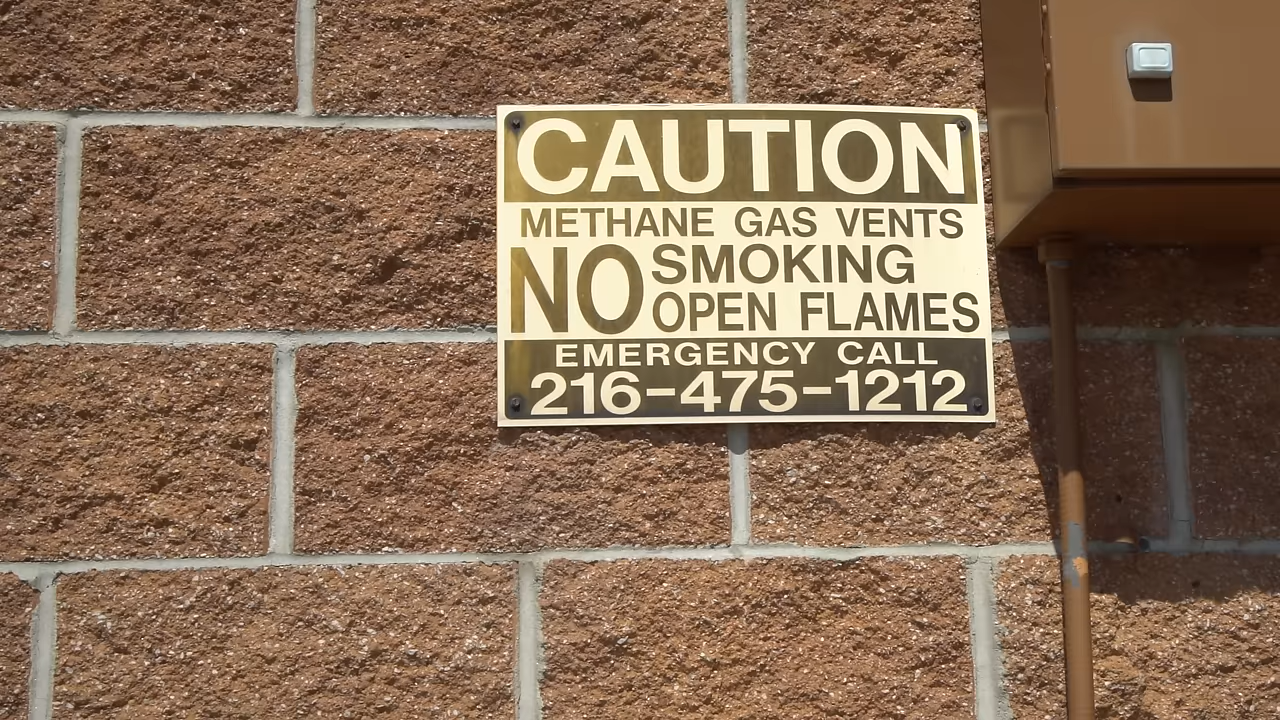 CAUTION
METHANE GAS VENTS
NO SMOKING
OPEN FLAMES
EMERGENCY CALL
216-475-1212